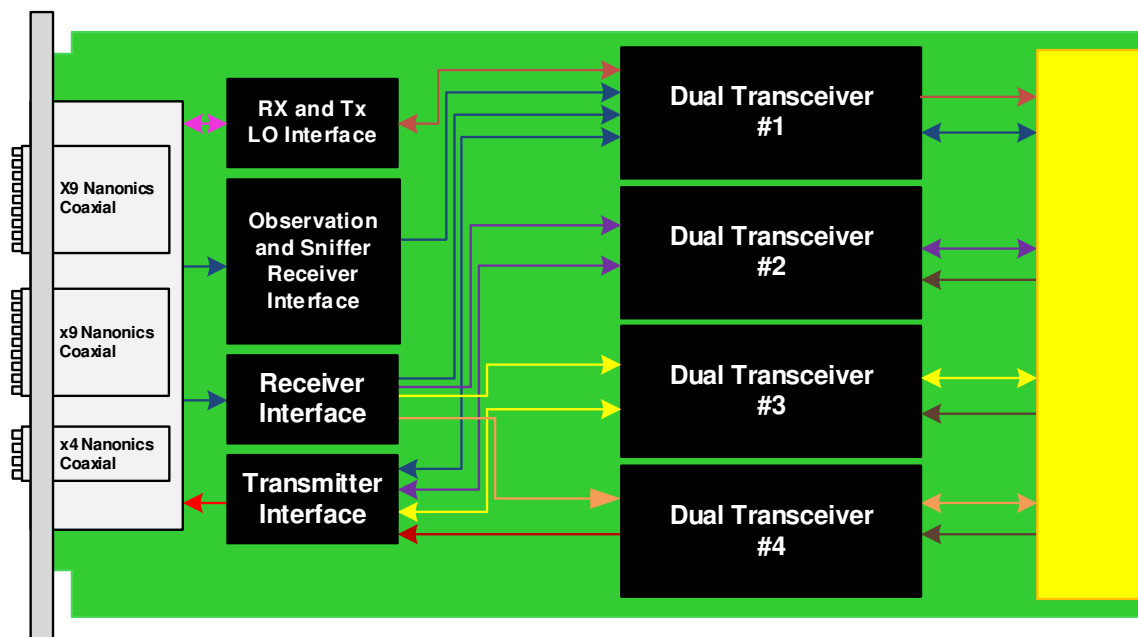 X9 Nanonics
Coaxial
x9 Nanonics
Coaxial
x4 Nanonics
Coaxial
RX and Tx
LO Interface
Observation
and Sniffer
Receiver
Interface
Receiver
Interface
Transmitter
Interface
Dual Transceiver
#1
Dual Transceiver
#2
Dual Transceiver
#3
Dual Transceiver
#4